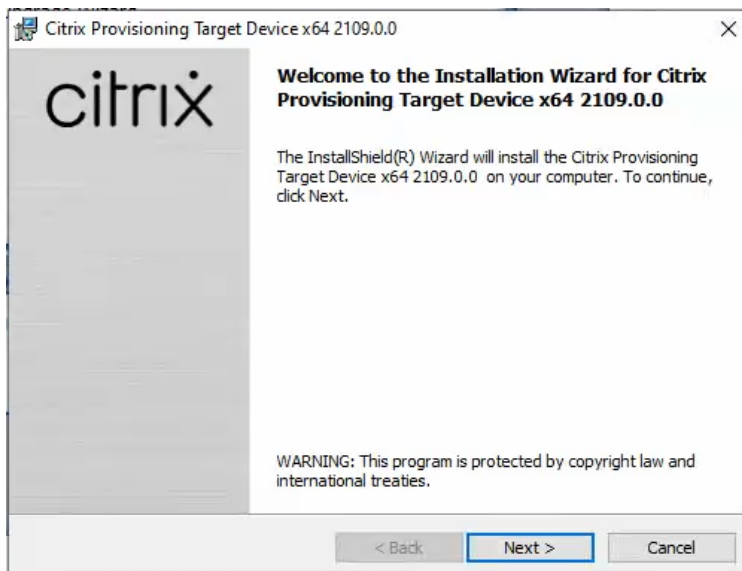 Citrix Provisioning Target Device x64 2109.0.0
citrix
Welcome to the Installation Wizard for Citrix
Provisioning Target Device x64 2109.0.0
The InstallShield(R) Wizard will install the Citrix Provisioning
Target Device x64 2109.0.0 on your computer. To continue,
click Next.
WARNING: This program is protected by copyright law and
international treaties.
< Back
Next >
Cancel